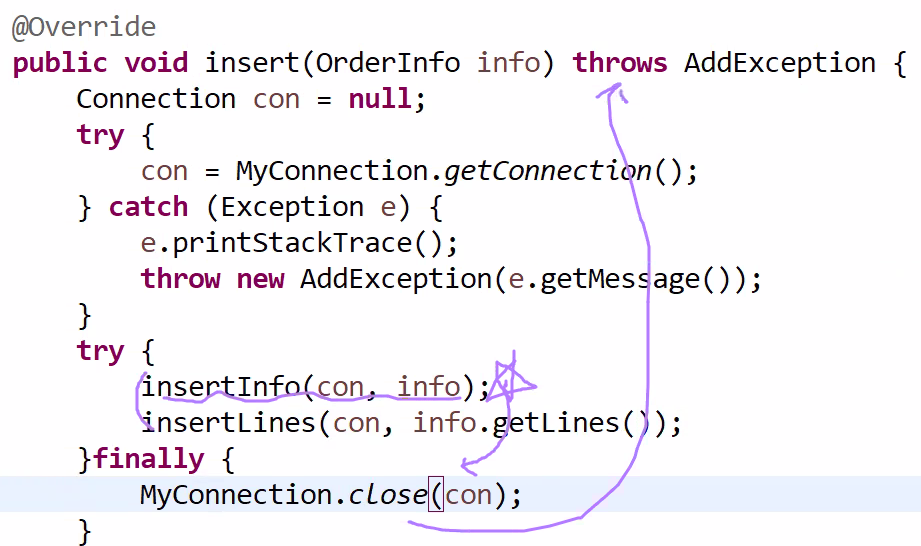 @Override
public void insert(OrderInfo info) throws AddException {
Connection con = null;
try {
con = MyConnection.getConnection();
} catch (Exception e) {
e.printStackTrace();
throw new AddException(e.getMessage());
}
try {
insertInfo(con, info);
insertLines(con, info.getLines());
}finally {
MyConnection.close(con);
}